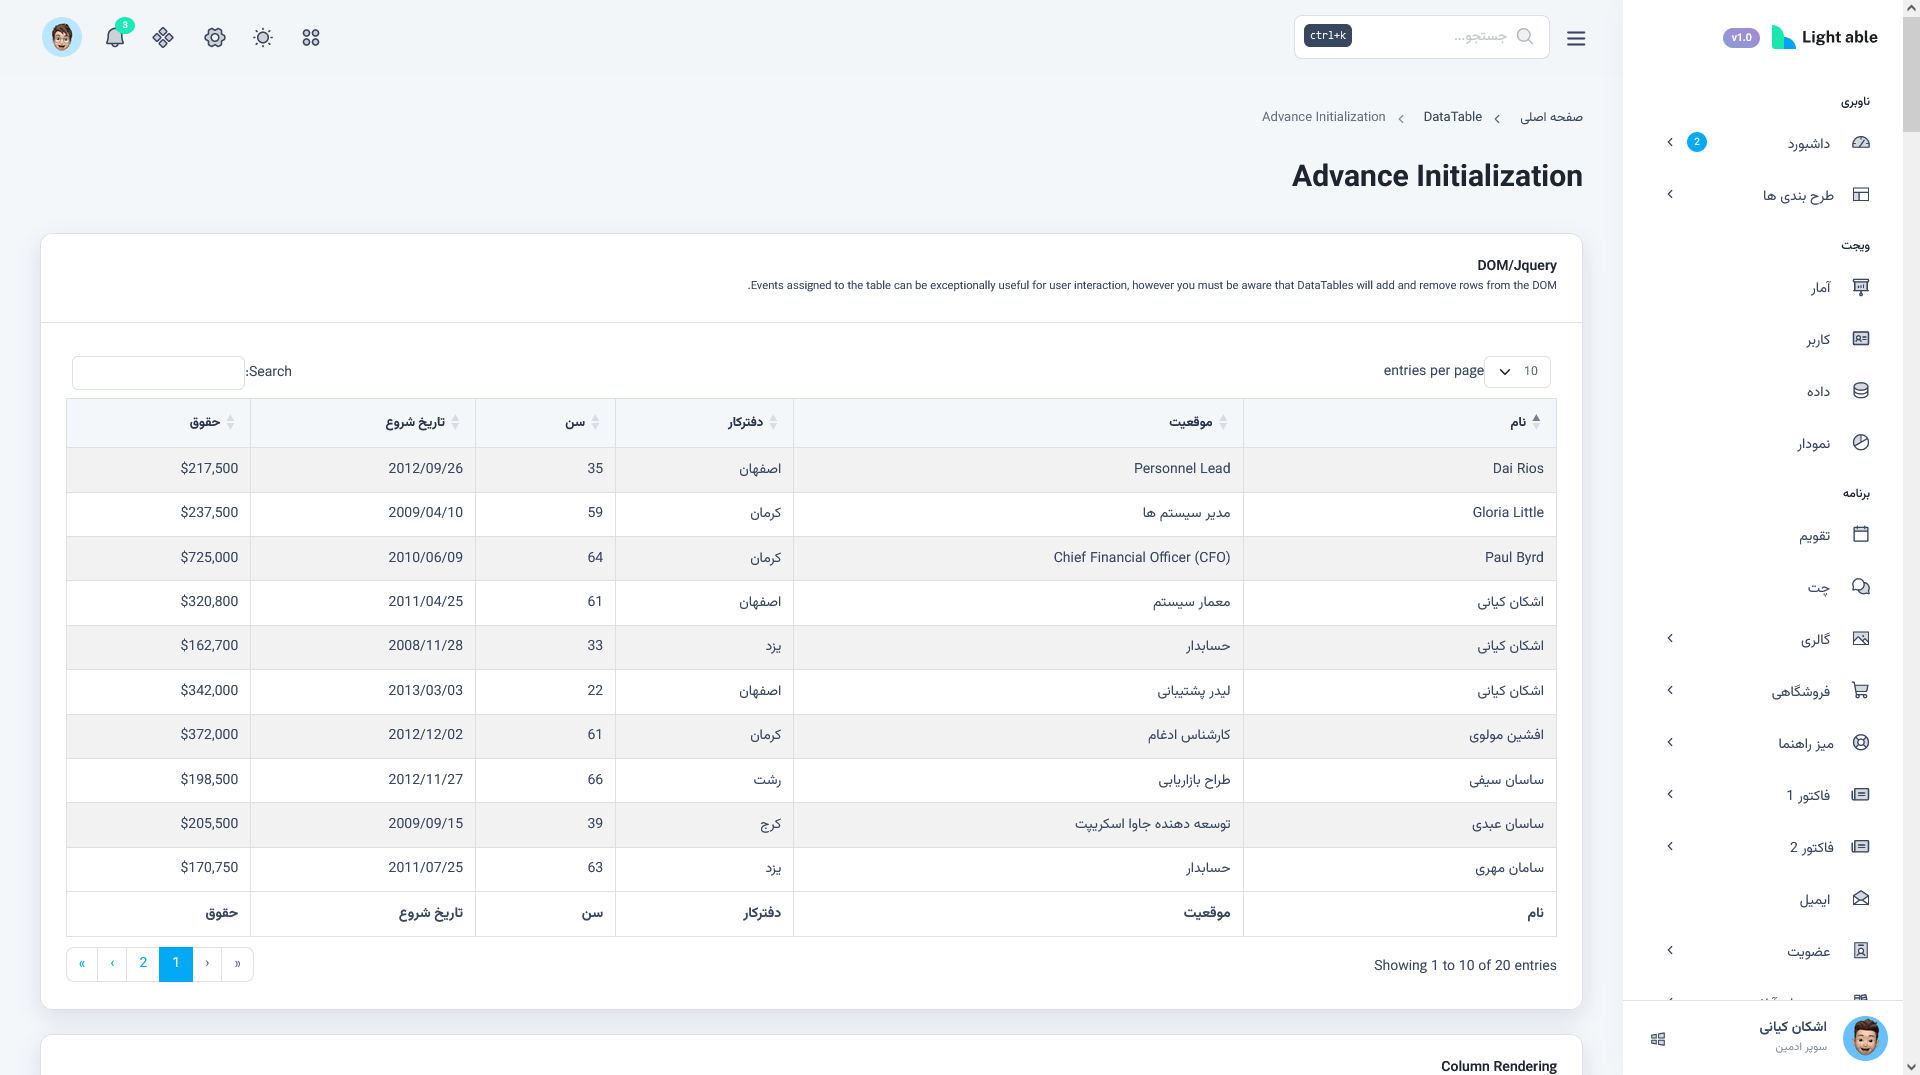 Light able v1.0
ناوبری
داشبورد 2
طرح بندی ها
ویجت
آمار
کاربر
داده
نمودار
برنامه
تقویم
چت
گالری
فروشگاهی
میز راهنما
فاکتور 1
فاکتور 2
ایمیل
عضویت
اشکان کیانی
سوپر ادمین
جستجو... ctrl+k
3
صفحه اصلی DataTable Advance Initialization
Advance Initialization
DOM/Jquery
.Events assigned to the table can be exceptionally useful for user interaction, however you must be aware that DataTables will add and remove rows from the DOM
10 entries per page
:Search
نام موقعیت دفترکار سن تاریخ شروع حقوق
Dai Rios Personnel Lead اصفهان 35 2012/09/26 $217,500
Gloria Little مدیر سیستم ها کرمان 59 2009/04/10 $237,500
Paul Byrd Chief Financial Officer (CFO) کرمان 64 2010/06/09 $725,000
اشکان کیانی معمار سیستم اصفهان 61 2011/04/25 $320,800
اشکان کیانی حسابدار یزد 33 2008/11/28 $162,700
اشکان کیانی لیدر پشتیبانی اصفهان 22 2013/03/03 $342,000
افشین مولوی کارشناس ادغام کرمان 61 2012/12/02 $372,000
ساسان سیفی طراح بازاریابی رشت 66 2012/11/27 $198,500
ساسان عبدی توسعه دهنده جاوا اسکریپت کرج 39 2009/09/15 $205,500
سامان مهری حسابدار یزد 63 2011/07/25 $170,750
نام موقعیت دفترکار سن تاریخ شروع حقوق
Showing 1 to 10 of 20 entries
« ‹ 1 2 › »
Column Rendering